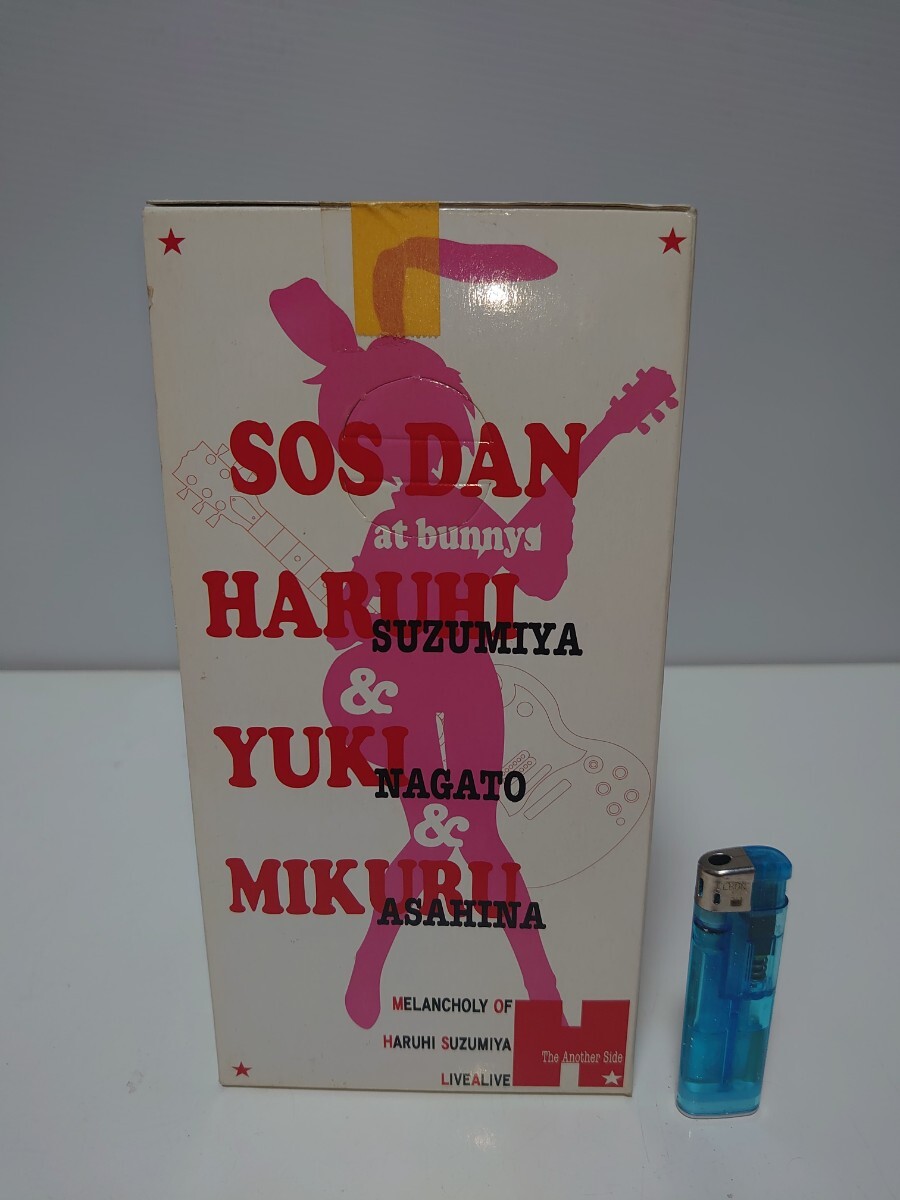 SOS DAN
at bunnys
HARUHI
SUZUMIYA
&
YUKI
NAGATO
&
MIKURU
ASAHINA
MELANCHOLY OF
HARUHI SUZUMIYA
LIVEALIVE
H
The Another Side